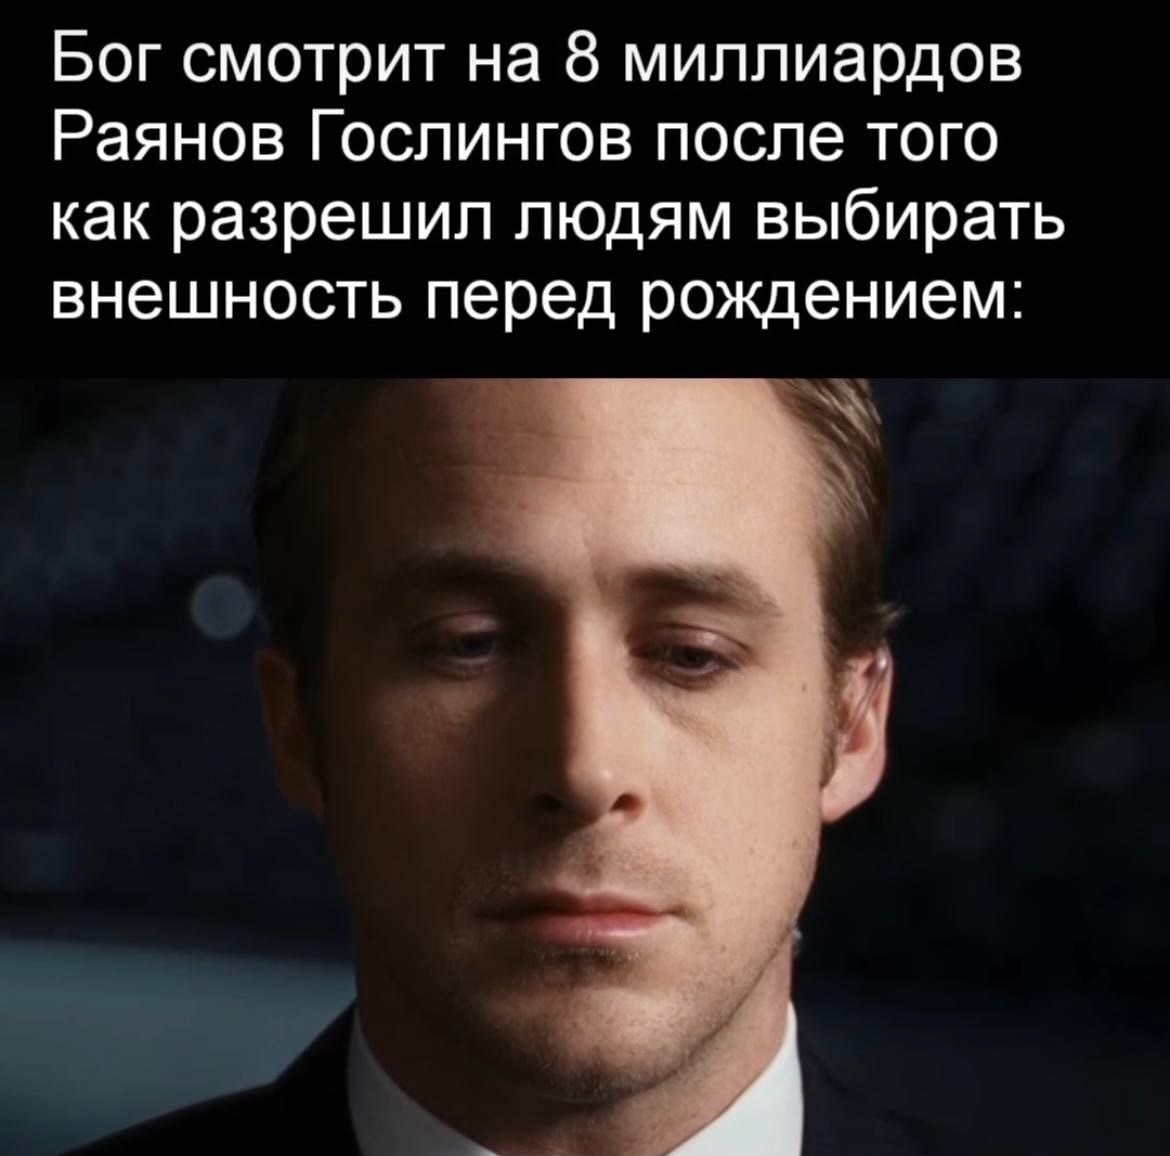 Бог смотрит на 8 миллиардов
Раянов Гослингов после того
как разрешил людям выбирать
внешность перед рождением: